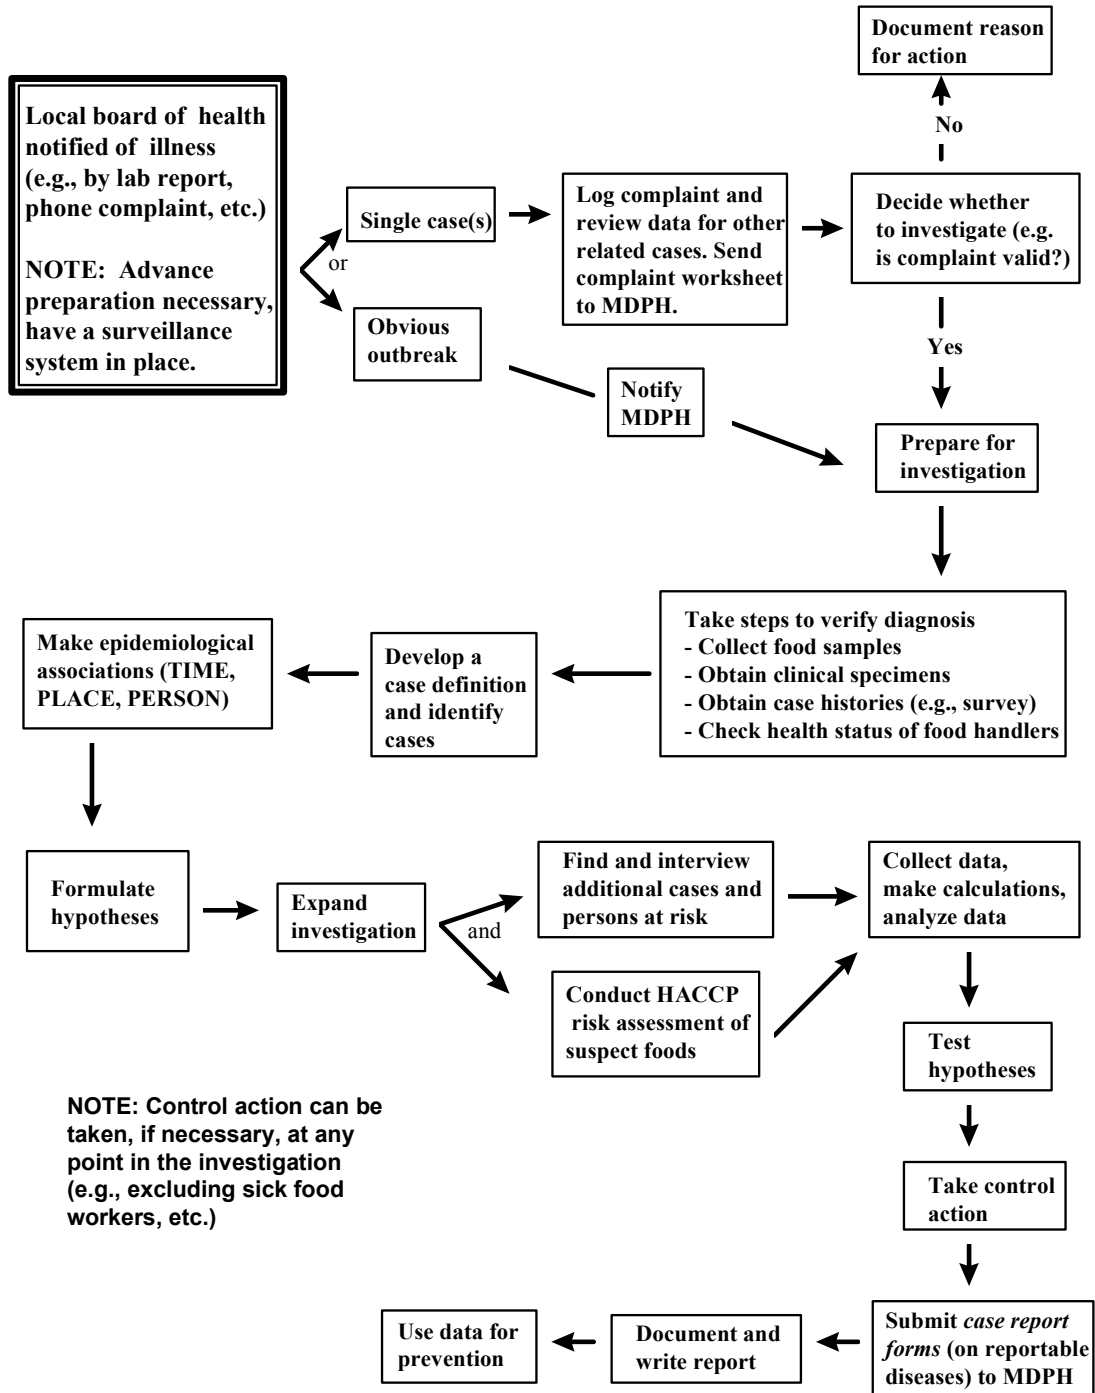 Document reason
for action
No
Local board of health
notified of illness
(e.g., by lab report,
phone complaint, etc.)
NOTE: Advance
preparation necessary,
have a surveillance
system in place.
or
Single case(s)
Log complaint and
review data for other
related cases. Send
complaint worksheet
to MDPH.
Decide whether
to investigate (e.g.
is complaint valid?)
Obvious
outbreak
Yes
Notify
MDPH
Prepare for
investigation
Take steps to verify diagnosis
- Collect food samples
- Obtain clinical specimens
- Obtain case histories (e.g., survey)
- Check health status of food handlers
Develop a
case definition
and identify
cases
Make epidemiological
associations (TIME,
PLACE, PERSON)
Formulate
hypotheses
Expand
investigation
and
Find and interview
additional cases and
persons at risk
Conduct HACCP
risk assessment of
suspect foods
Collect data,
make calculations,
analyze data
Test
hypotheses
NOTE: Control action can be
taken, if necessary, at any
point in the investigation
(e.g., excluding sick food
workers, etc.)
Take control
action
Submit case report
forms (on reportable
diseases) to MDPH
Document and
write report
Use data for
prevention